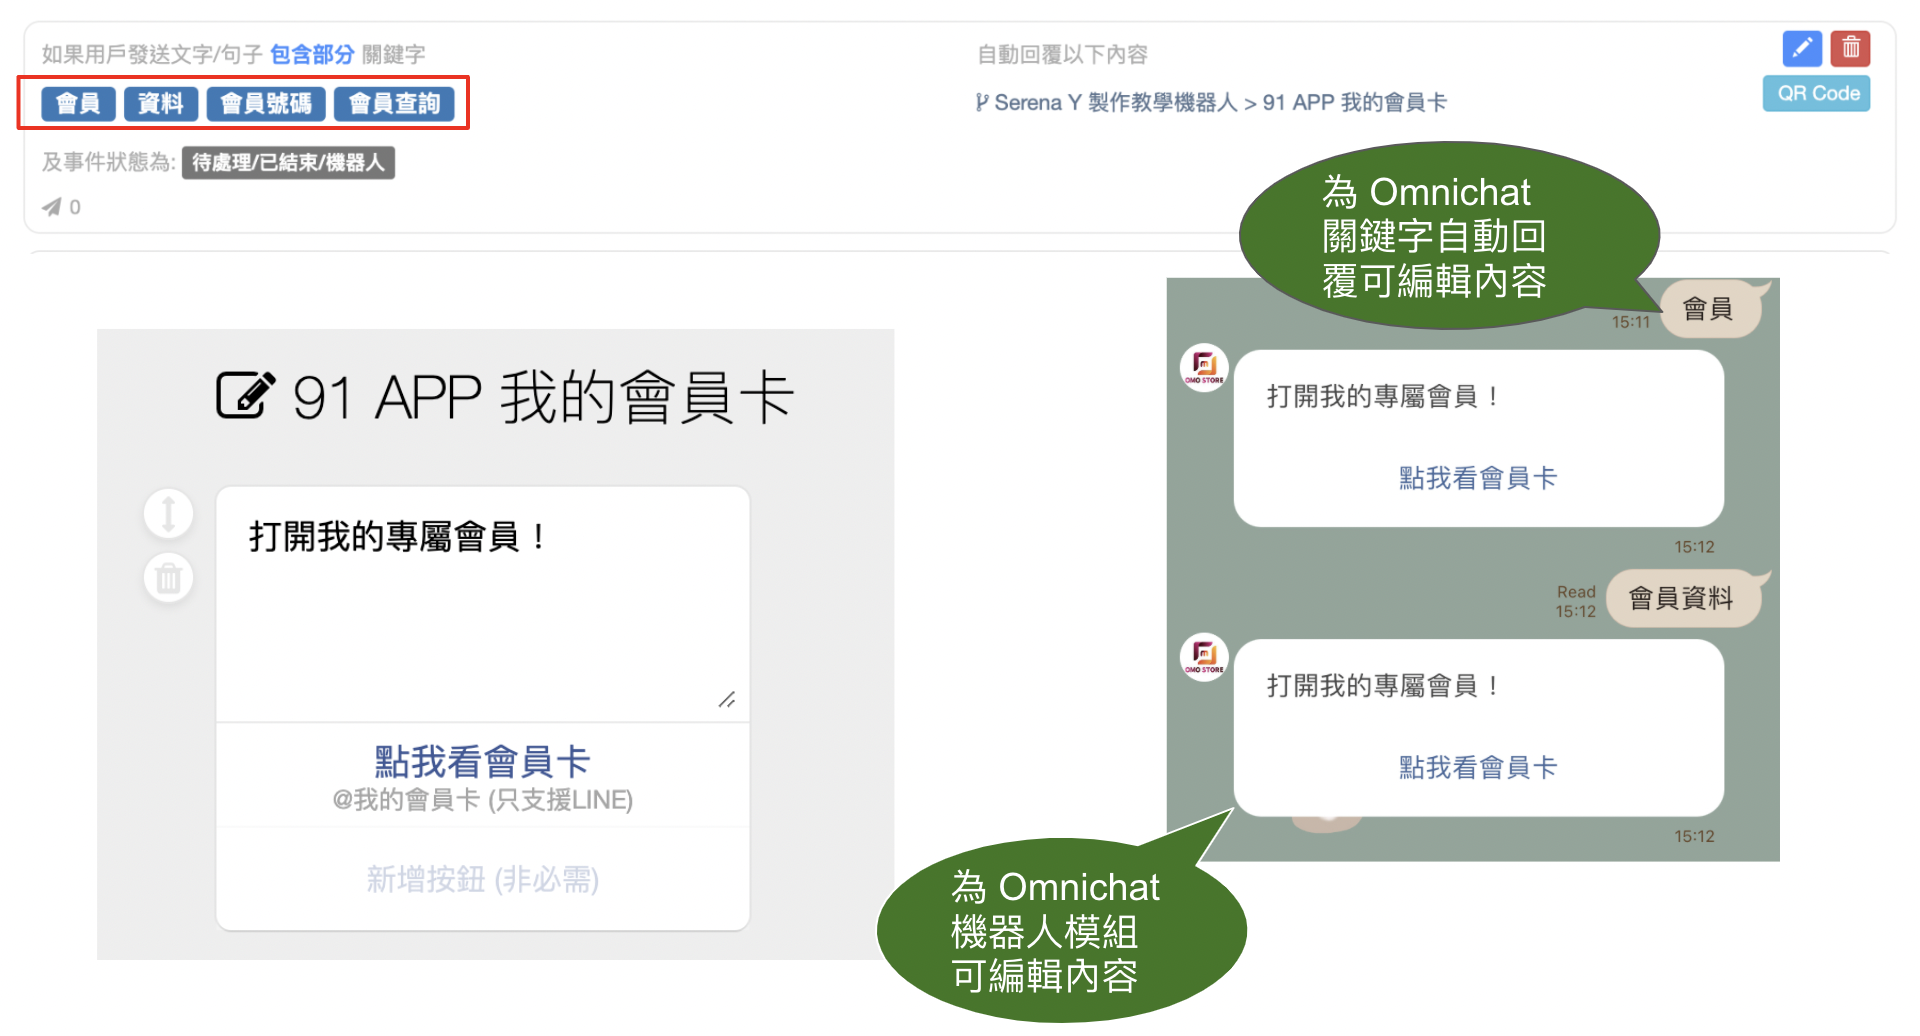 如果用戶發送文字/句子 包含部分 關鍵字
會員 資料 會員號碼 會員查詢
及事件狀態為: 待處理/已結束/機器人
0
自動回覆以下內容
Serena Y 製作教學機器人 > 91 APP 我的會員卡
QR Code
為 Omnichat
關鍵字自動回
覆可編輯內容
91 APP 我的會員卡
打開我的專屬會員！
點我看會員卡
@我的會員卡 (只支援LINE)
新增按鈕 (非必需)
會員
15:11
OMO STORE
打開我的專屬會員！
點我看會員卡
15:12
Read
15:12
會員資料
OMO STORE
打開我的專屬會員！
點我看會員卡
15:12
為 Omnichat
機器人模組
可編輯內容